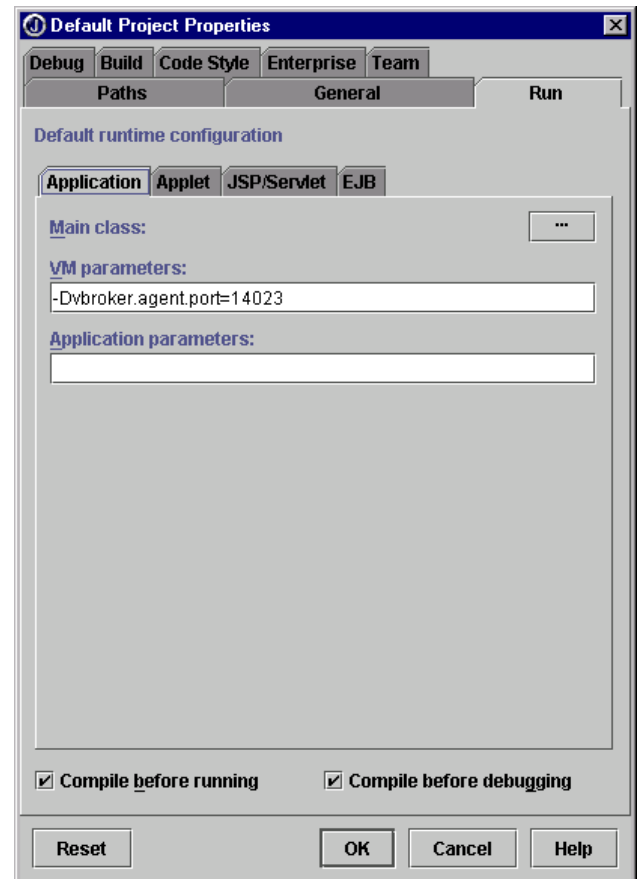 Default Project Properties
Debug Build Code Style Enterprise Team
Paths General Run
Default runtime configuration
Application Applet JSP/Servlet EJB
Main class: ...
VM parameters:
-Dvbroker.agent.port=14023
Application parameters:
Compile before running Compile before debugging
Reset OK Cancel Help